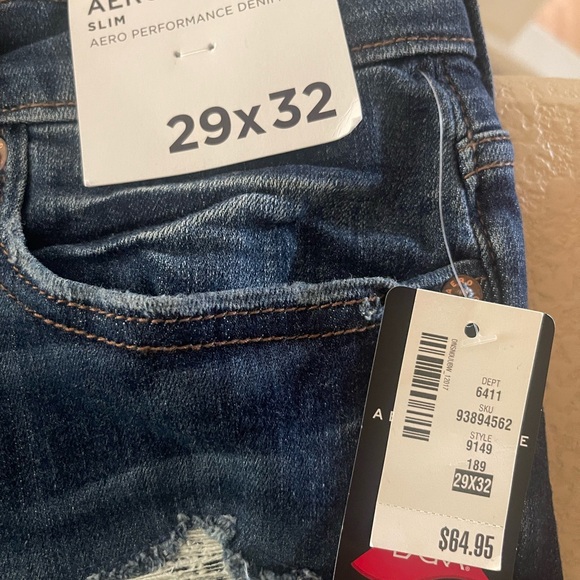 SLIM
AERO PERFORMANCE DENIM
29x32
DEPT
6411
SKU
93894562
STYLE
9149
189
29X32
$64.95